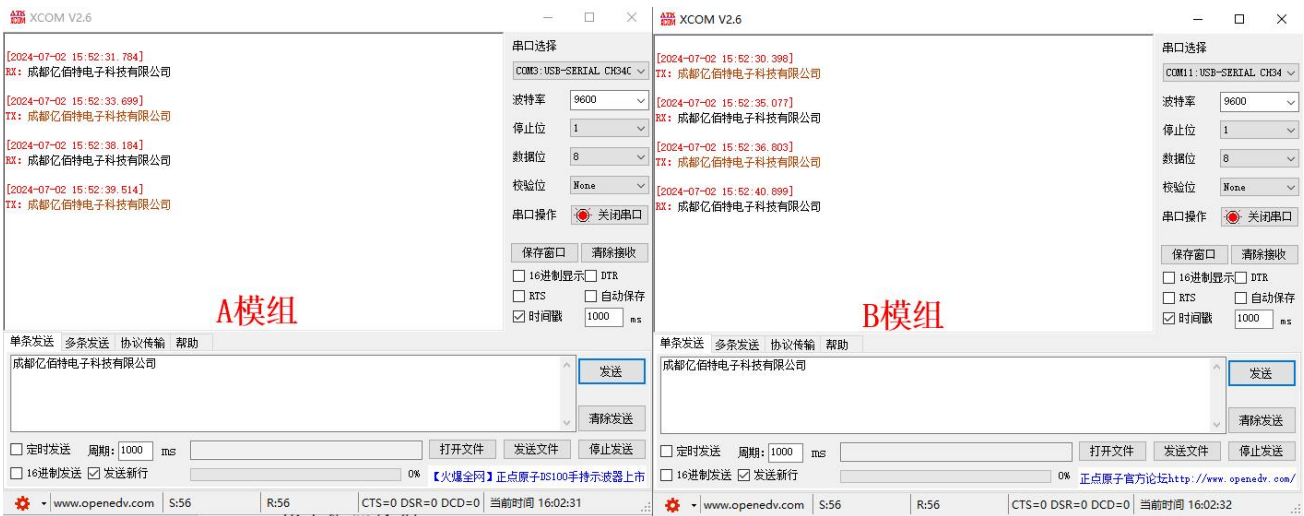 XCOM V2.6
[2024-07-02 15:52:31.784]
RX: 成都亿佰特电子科技有限公司
[2024-07-02 15:52:33.699]
TX: 成都亿佰特电子科技有限公司
[2024-07-02 15:52:38.184]
RX: 成都亿佰特电子科技有限公司
[2024-07-02 15:52:39.514]
TX: 成都亿佰特电子科技有限公司
A模组
串口选择
COM3:USB-SERIAL CH34C
波特率 9600
停止位 1
数据位 8
校验位 None
串口操作 关闭串口
保存窗口 清除接收
16进制显示 DTR
RTS 自动保存
时间戳 1000 ms
单条发送 多条发送 协议传输 帮助
成都亿佰特电子科技有限公司
发送
清除发送
定时发送 周期: 1000 ms 打开文件 发送文件 停止发送
16进制发送 发送新行 0% 【火爆全网】正点原子DS100手持示波器上市
www.openedv.com S:56 R:56 CTS=0 DSR=0 DCD=0 当前时间 16:02:31
XCOM V2.6
[2024-07-02 15:52:30.398]
TX: 成都亿佰特电子科技有限公司
[2024-07-02 15:52:35.077]
RX: 成都亿佰特电子科技有限公司
[2024-07-02 15:52:36.803]
TX: 成都亿佰特电子科技有限公司
[2024-07-02 15:52:40.899]
RX: 成都亿佰特电子科技有限公司
B模组
串口选择
COM11:USB-SERIAL CH34
波特率 9600
停止位 1
数据位 8
校验位 None
串口操作 关闭串口
保存窗口 清除接收
16进制显示 DTR
RTS 自动保存
时间戳 1000 ms
单条发送 多条发送 协议传输 帮助
成都亿佰特电子科技有限公司
发送
清除发送
定时发送 周期: 1000 ms 打开文件 发送文件 停止发送
16进制发送 发送新行 0% 正点原子官方论坛http://www.openedv.com/
www.openedv.com S:56 R:56 CTS=0 DSR=0 DCD=0 当前时间 16:02:32